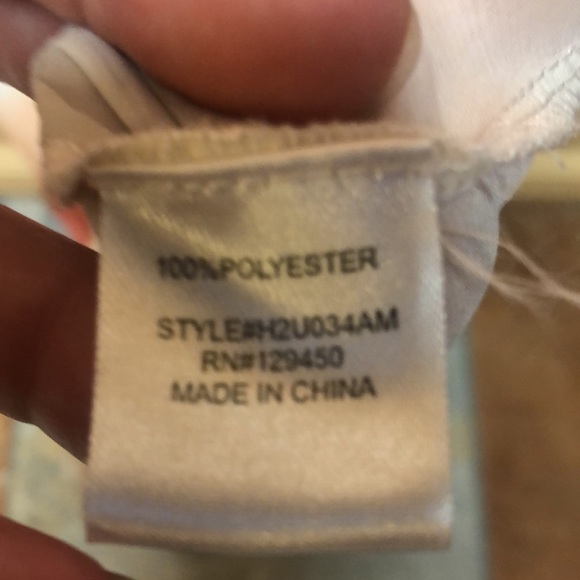 100%POLYESTER
STYLE#H2U034AM
RN#129450
MADE IN CHINA